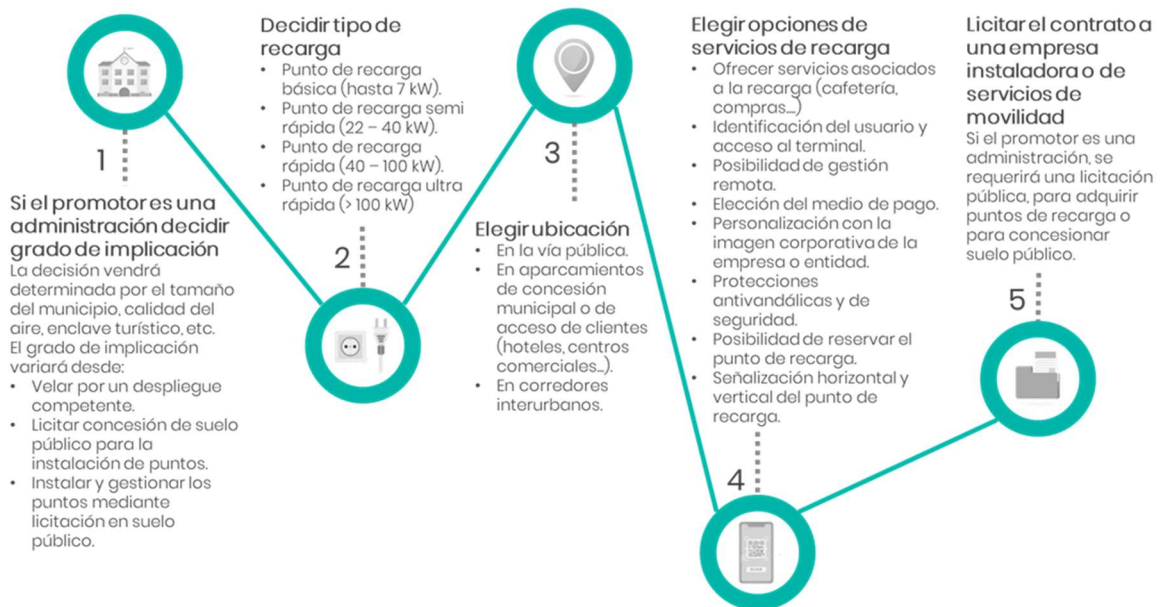 1
Si el promotor es una
administración decidir
grado de implicación
La decisión vendrá
determinada por el tamaño
del municipio, calidad del
aire, enclave turístico, etc.
El grado de implicación
variará desde:
• Velar por un despliegue
competente.
• Licitar concesión de suelo
público para la
instalación de puntos.
• Instalar y gestionar los
puntos mediante
licitación en suelo
público.
Decidir tipo de
recarga
• Punto de recarga
básica (hasta 7 kW).
• Punto de recarga semi
rápida (22 – 40 kW).
• Punto de recarga
rápida (40 – 100 kW).
• Punto de recarga ultra
rápida (> 100 kW)
2
3
Elegir ubicación
• En la vía pública.
• En aparcamientos
de concesión
municipal o de
acceso de clientes
(hoteles, centros
comerciales...).
• En corredores
interurbanos.
Elegir opciones de
servicios de recarga
• Ofrecer servicios asociados
a la recarga (cafetería,
compras...)
• Identificación del usuario y
acceso al terminal.
• Posibilidad de gestión
remota.
• Elección del medio de pago.
• Personalización con la
imagen corporativa de la
empresa o entidad.
• Protecciones
antivandálicas y de
seguridad.
• Posibilidad de reservar el
punto de recarga.
• Señalización horizontal y
vertical del punto de
recarga.
4
Licitar el contrato a
una empresa
instaladora o de
servicios de
movilidad
Si el promotor es una
administración, se
requerirá una licitación
pública, para adquirir
puntos de recarga o
para concesionar
suelo público.
5